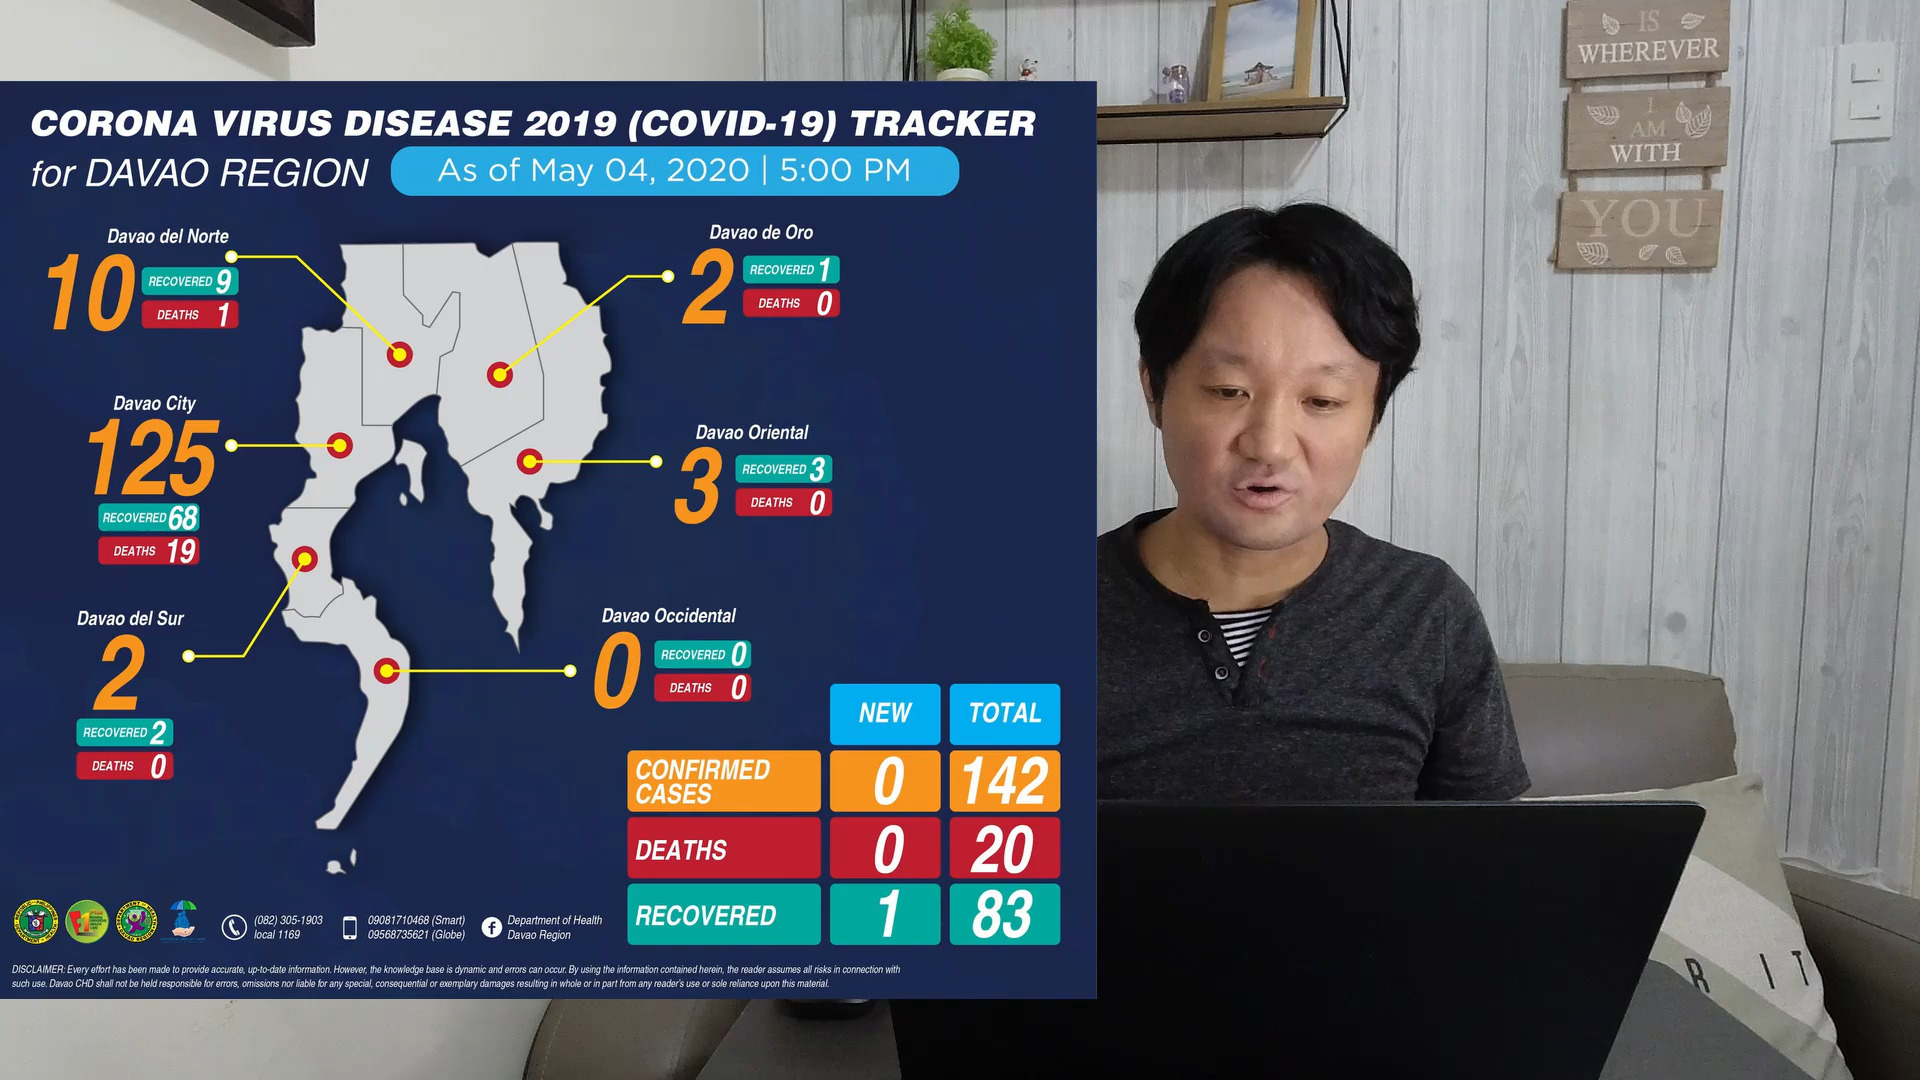 CORONA VIRUS DISEASE 2019 (COVID-19) TRACKER
for DAVAO REGION
As of May 04, 2020 | 5:00 PM
Davao del Norte
10
RECOVERED 9
DEATHS 1
Davao de Oro
2
RECOVERED 1
DEATHS 0
Davao City
125
RECOVERED 68
DEATHS 19
Davao Oriental
3
RECOVERED 3
DEATHS 0
Davao del Sur
2
RECOVERED 2
DEATHS 0
Davao Occidental
0
RECOVERED 0
DEATHS 0
NEW TOTAL
CONFIRMED
CASES 0 142
DEATHS 0 20
RECOVERED 1 83
(082) 305-1903
local 1169
09081710468 (Smart)
09568735621 (Globe)
Department of Health
Davao Region
DISCLAIMER: Every effort has been made to provide accurate, up-to-date information. However, the knowledge base is dynamic and errors can occur. By using the information contained herein, the reader assumes all risks in connection with
such use. Davao CHD shall not be held responsible for errors, omissions nor liable for any special, consequential or exemplary damages resulting in whole or in part from any reader's use or sole reliance upon this material.
IS
WHEREVER
I
AM
WITH
YOU
B I T